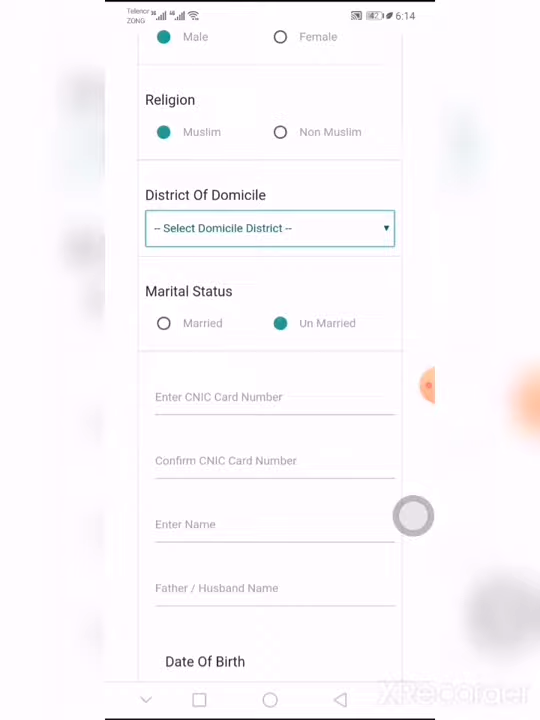 Telenor
ZONG
6:14
Male
Female
Religion
Muslim
Non Muslim
District Of Domicile
-- Select Domicile District --
Marital Status
Married
Un Married
Enter CNIC Card Number
Confirm CNIC Card Number
Enter Name
Father / Husband Name
Date Of Birth
XRecorder